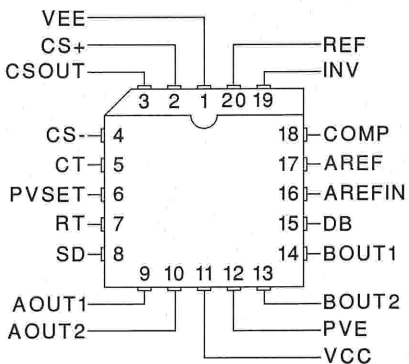 VEE
CS+ REF
CSOUT INV
3 2 1 20 19
CS- 4 18 COMP
CT 5 17 AREF
PVSET 6 16 AREFIN
RT 7 15 DB
SD 8 14 BOUT1
9 10 11 12 13
AOUT1 BOUT2
AOUT2 PVE
VCC